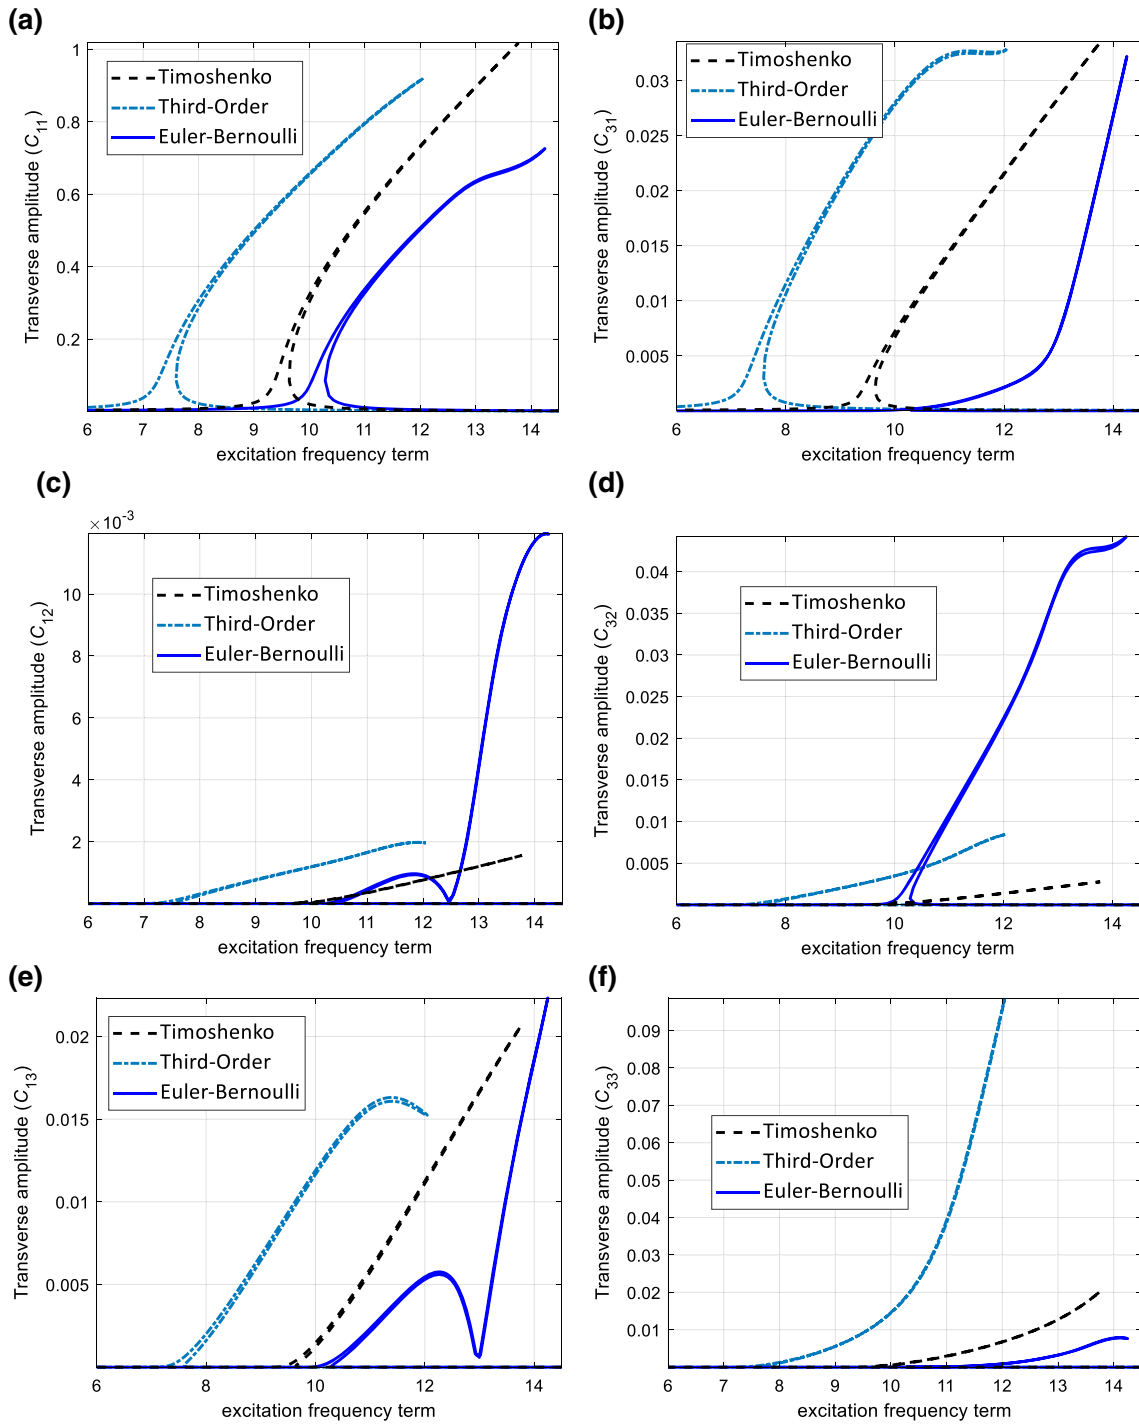 (a)
Transverse amplitude (C11)
1
0.8
0.6
0.4
0.2
Timoshenko
Third-Order
Euler-Bernoulli
6 7 8 9 10 11 12 13 14
excitation frequency term
(b)
Transverse amplitude (C31)
0.03
0.025
0.02
0.015
0.01
0.005
Timoshenko
Third-Order
Euler-Bernoulli
6 8 10 12 14
excitation frequency term
(c)
×10-3
Transverse amplitude (C12)
10
8
6
4
2
Timoshenko
Third-Order
Euler-Bernoulli
6 7 8 9 10 11 12 13 14
excitation frequency term
(d)
Transverse amplitude (C32)
0.04
0.035
0.03
0.025
0.02
0.015
0.01
0.005
Timoshenko
Third-Order
Euler-Bernoulli
6 8 10 12 14
excitation frequency term
(e)
Transverse amplitude (C13)
0.02
0.015
0.01
0.005
Timoshenko
Third-Order
Euler-Bernoulli
6 8 10 12 14
excitation frequency term
(f)
Transverse amplitude (C33)
0.09
0.08
0.07
0.06
0.05
0.04
0.03
0.02
0.01
Timoshenko
Third-Order
Euler-Bernoulli
6 8 10 12 14
excitation frequency term